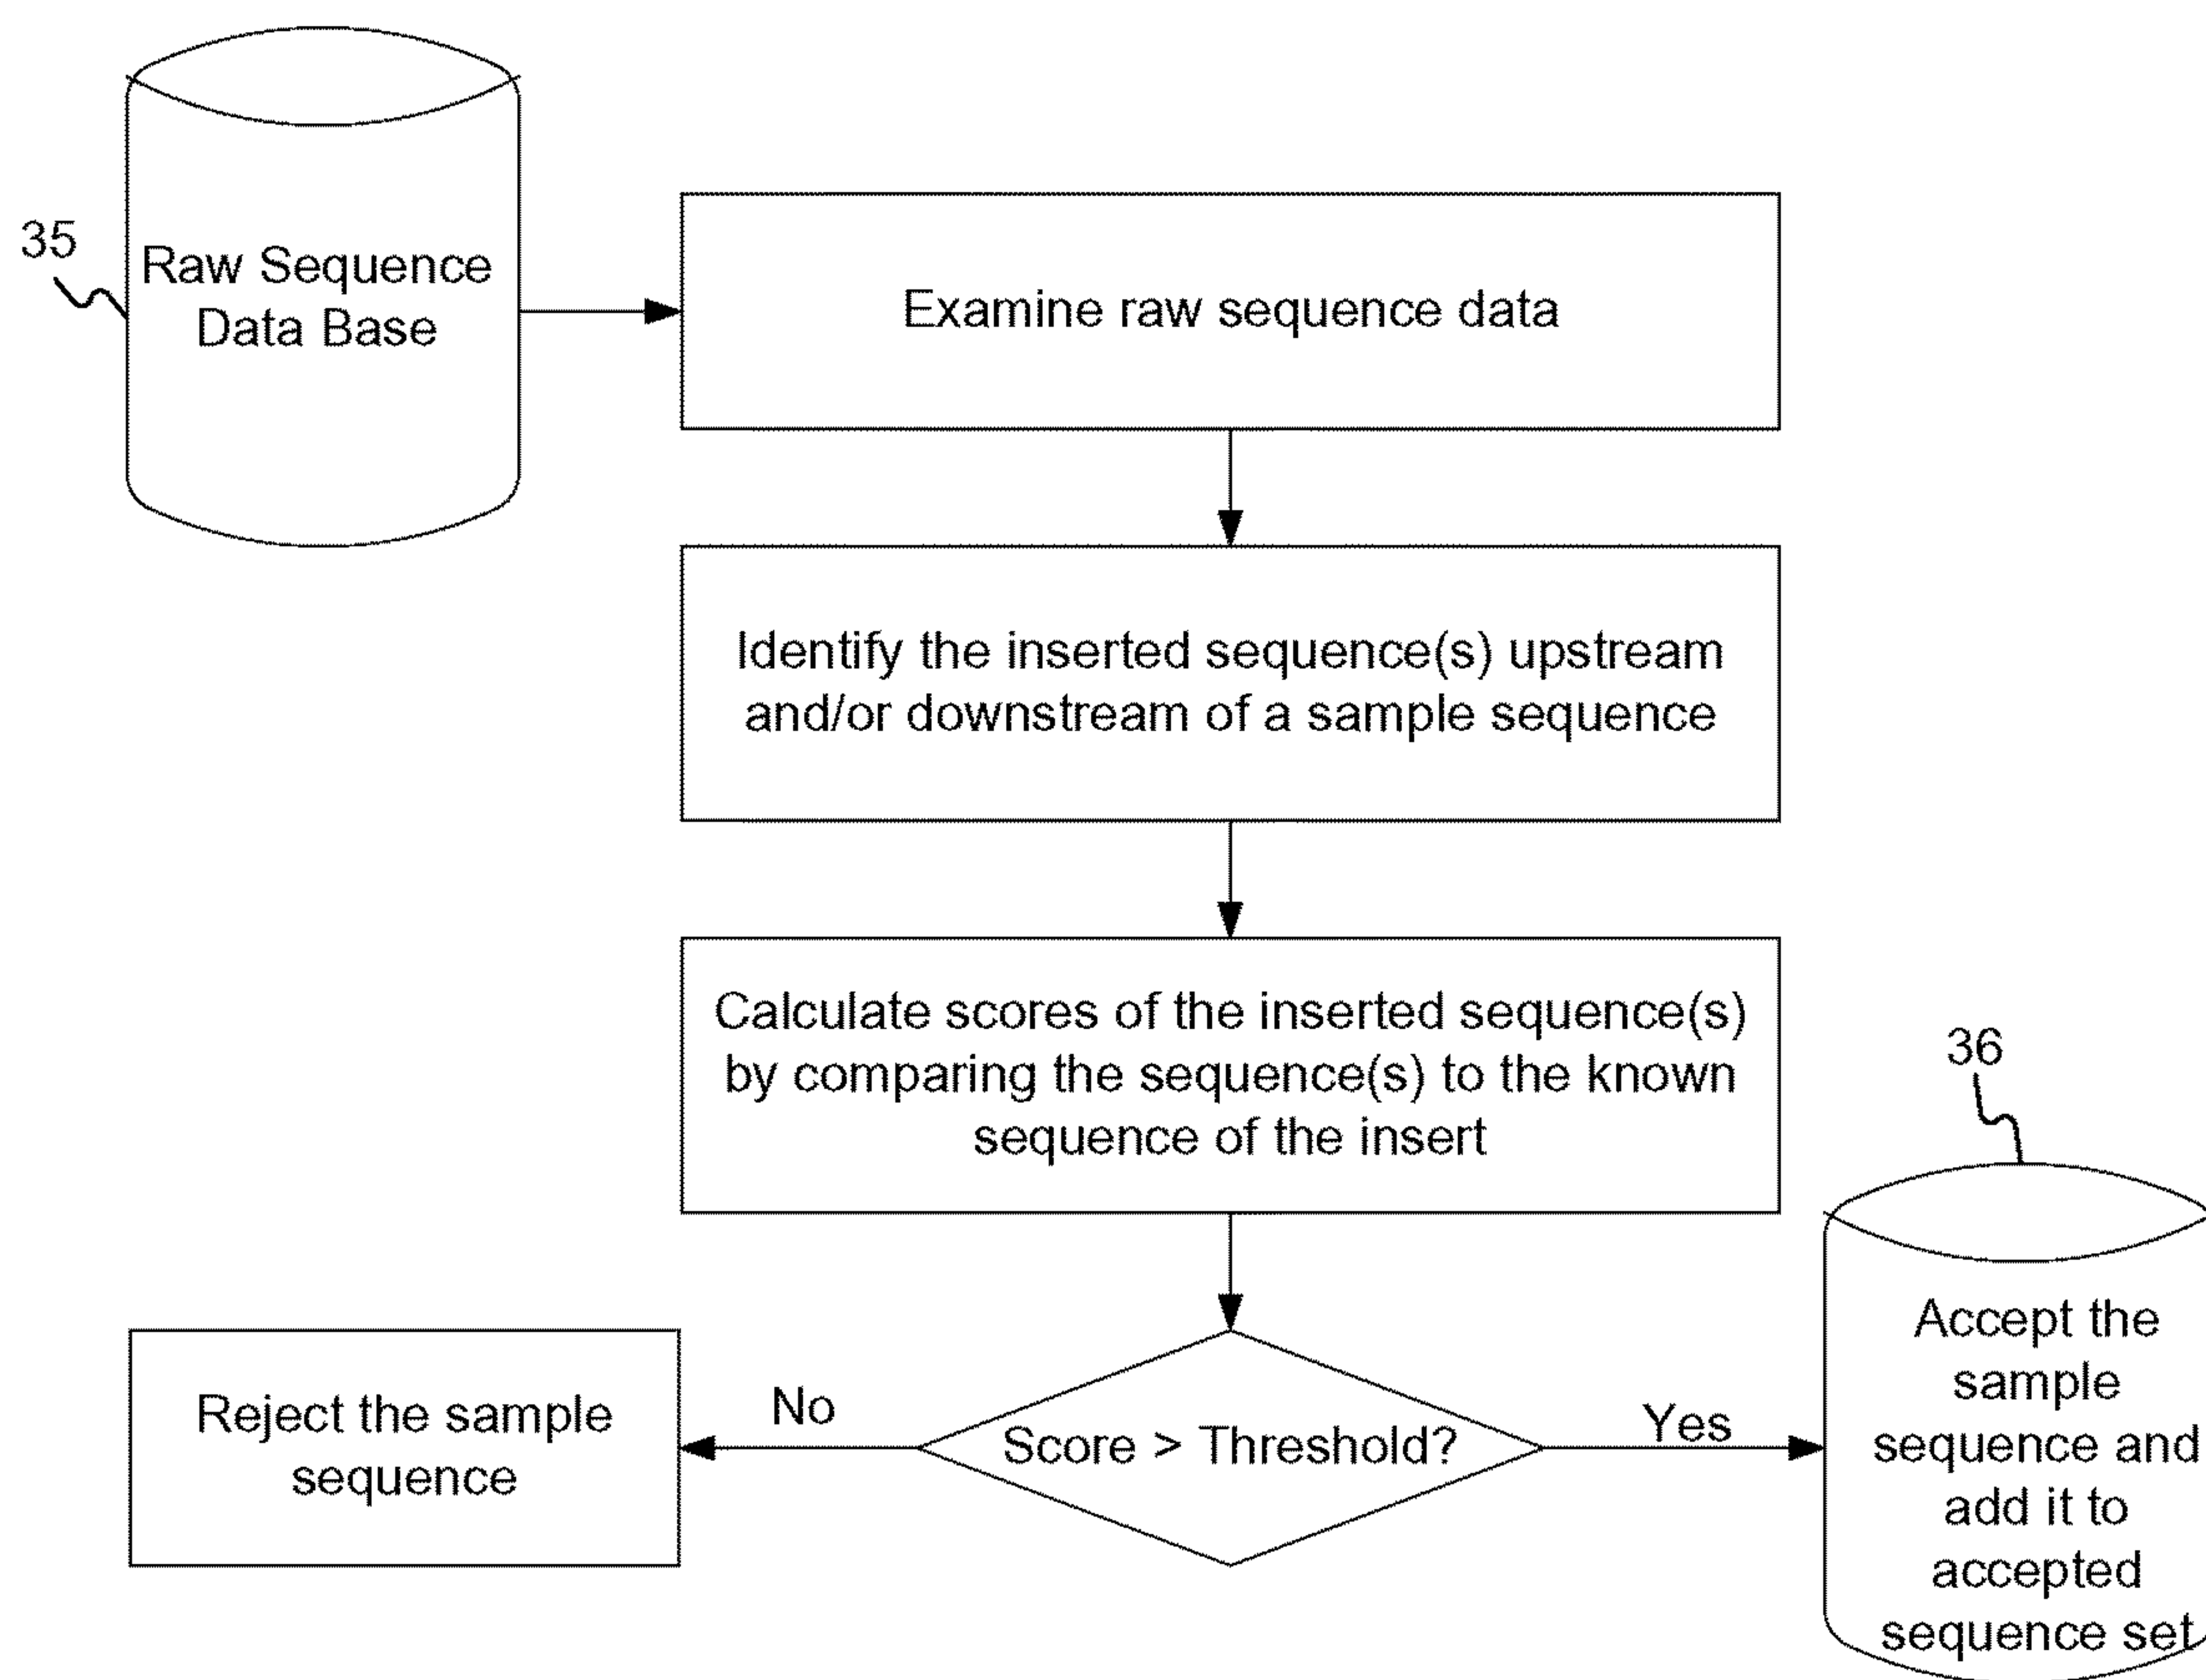 35
Raw Sequence
Data Base
Examine raw sequence data
Identify the inserted sequence(s) upstream
and/or downstream of a sample sequence
Calculate scores of the inserted sequence(s)
by comparing the sequence(s) to the known
sequence of the insert
36
Reject the sample
sequence
No
Score > Threshold?
Yes
Accept the
sample
sequence and
add it to
accepted
sequence set